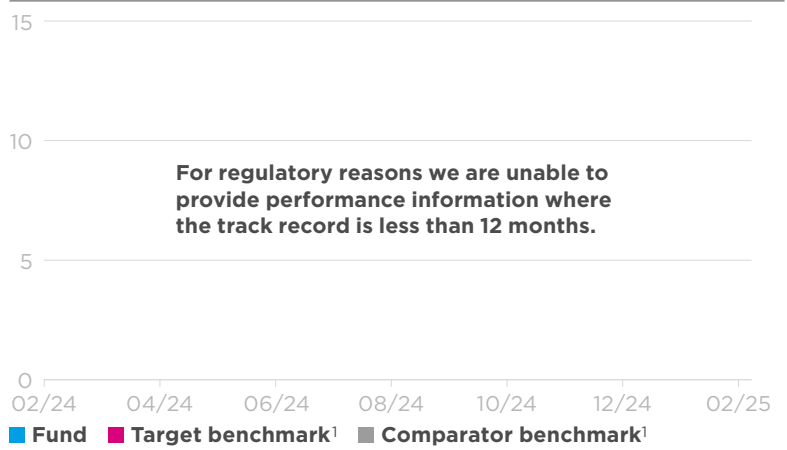 15
10
For regulatory reasons we are unable to
provide performance information where
the track record is less than 12 months.
5
0
02/24 04/24 06/24 08/24 10/24 12/24 02/25
Fund Target benchmark¹ Comparator benchmark¹